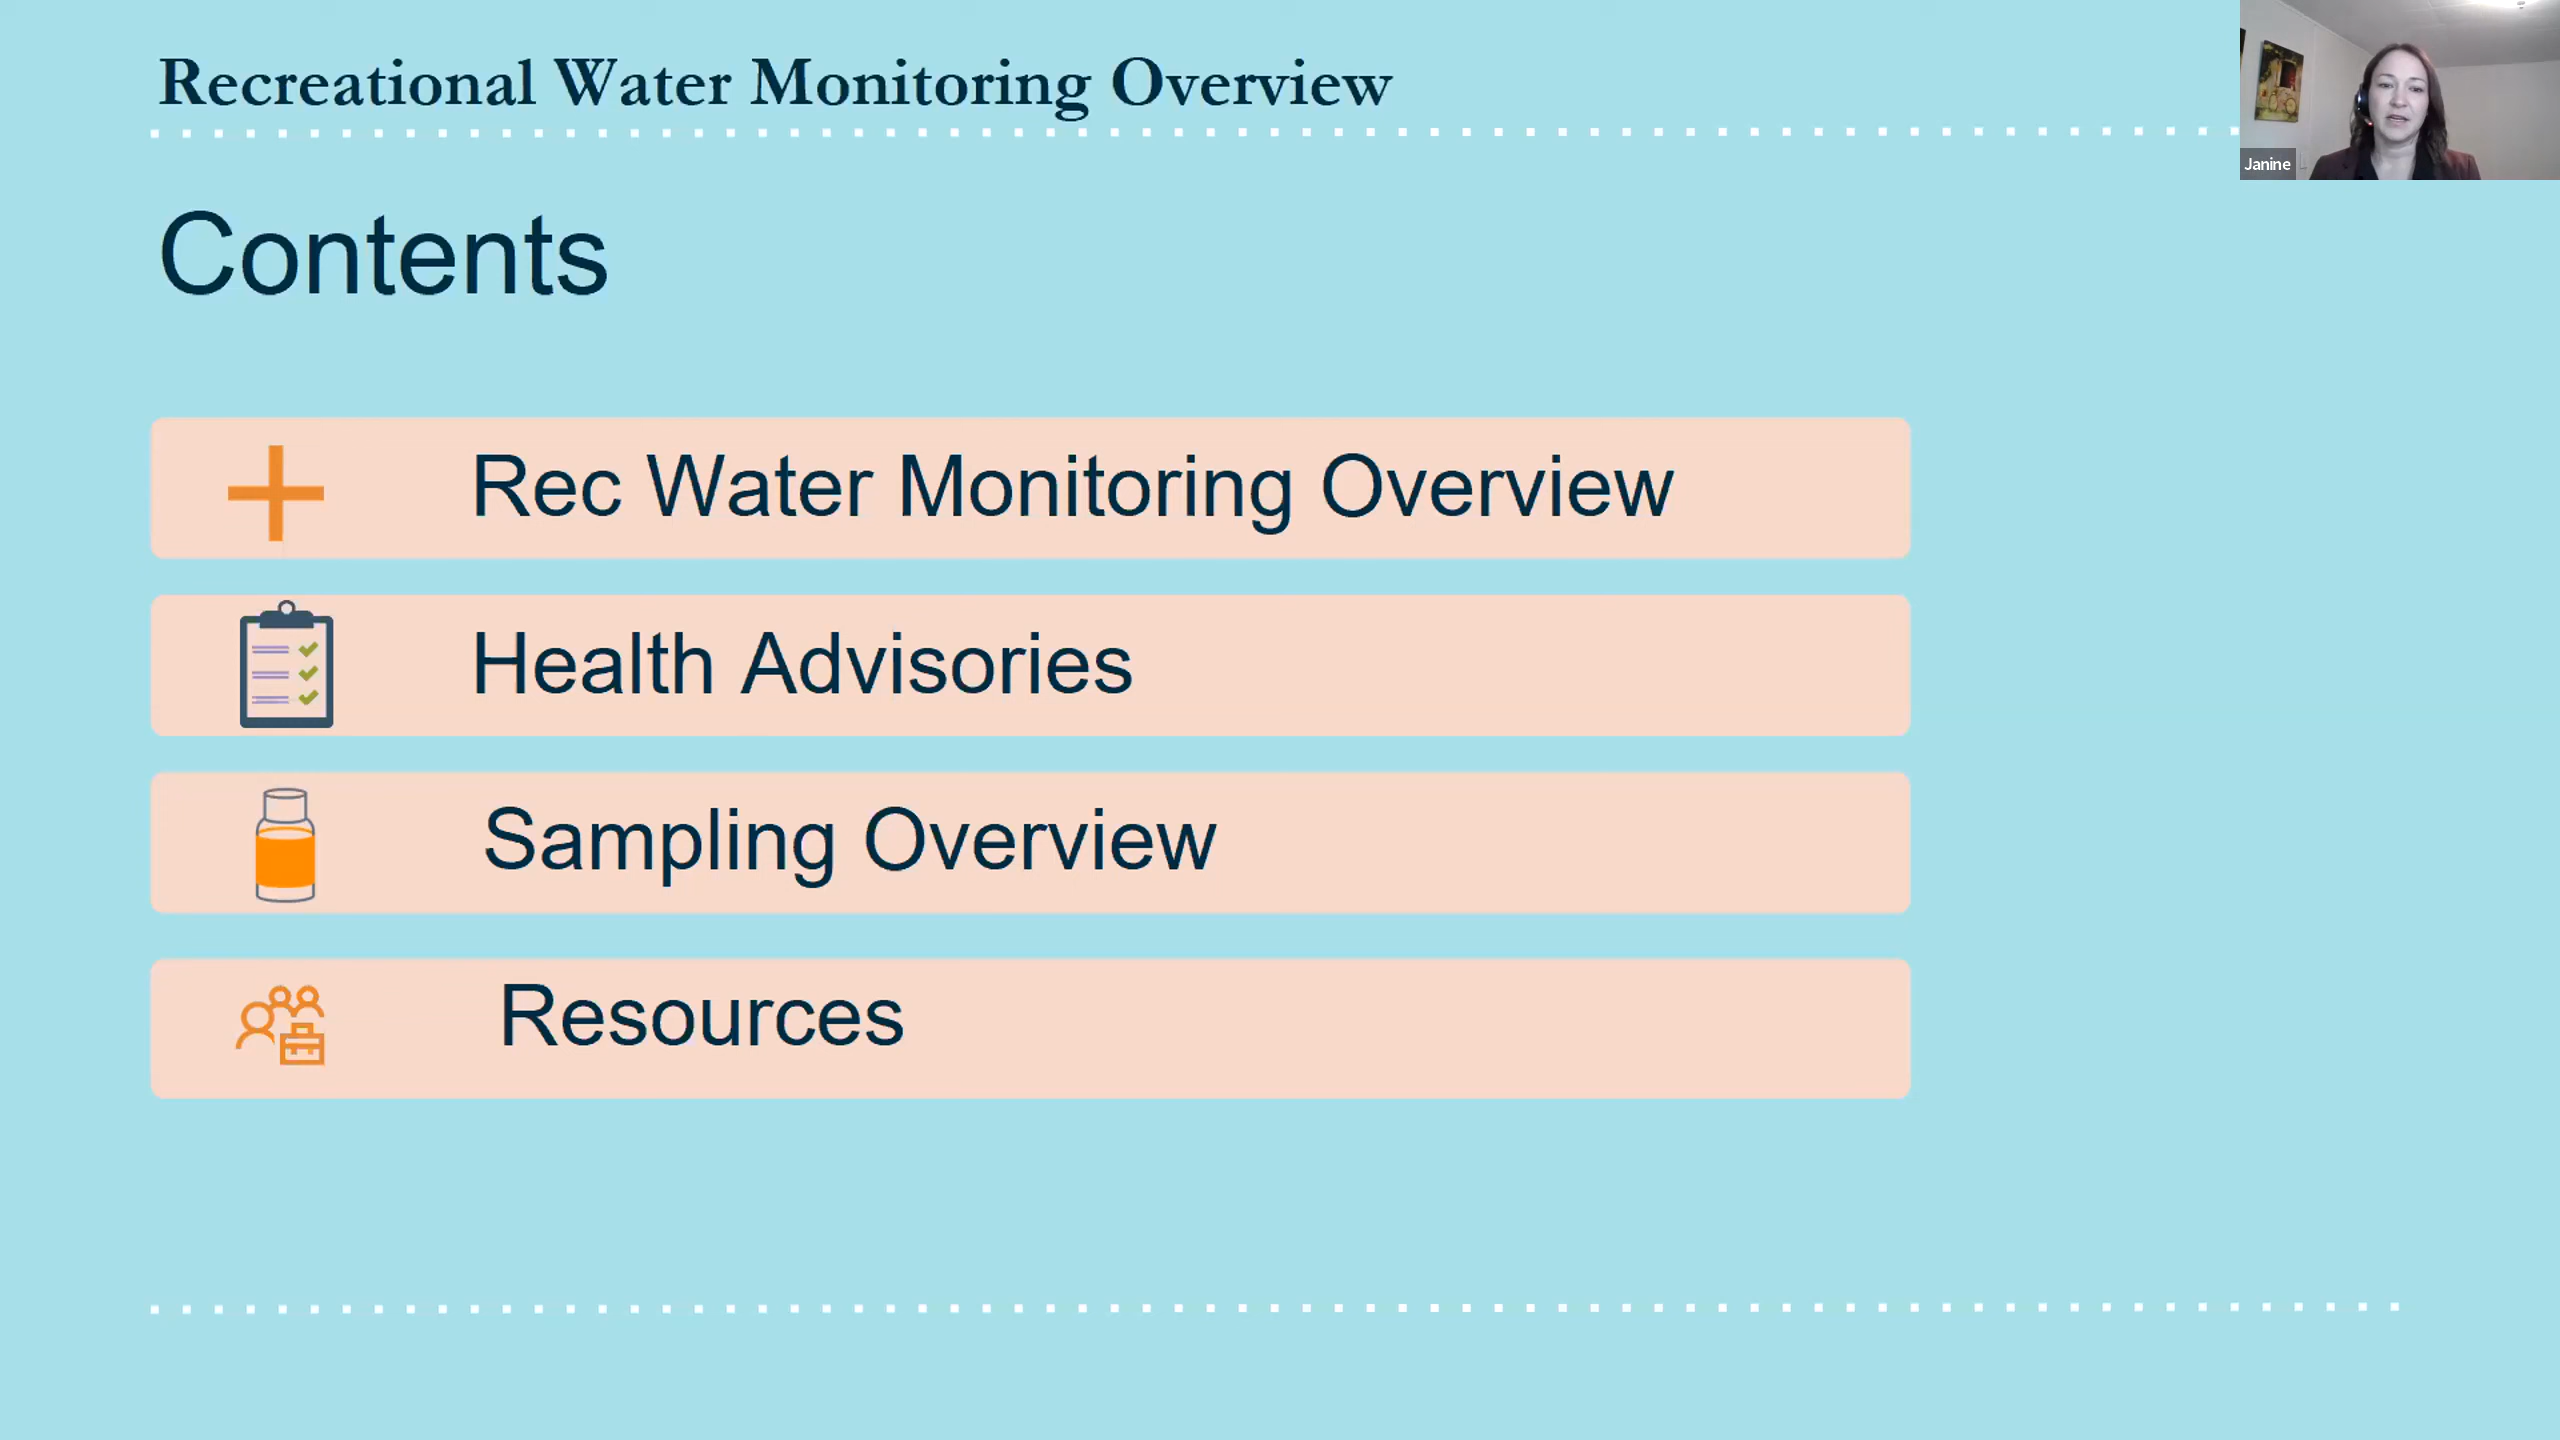 Recreational Water Monitoring Overview
Janine
Contents
Rec Water Monitoring Overview
Health Advisories
Sampling Overview
Resources